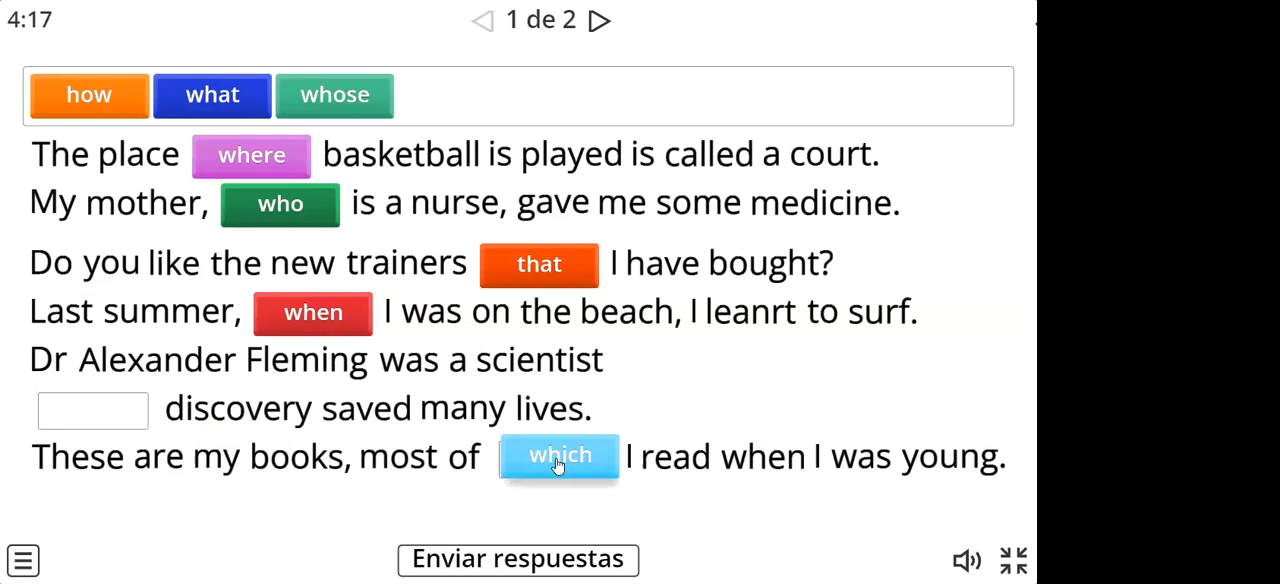 4:17 1 de 2
how what whose
The place where basketball is played is called a court.
My mother, who is a nurse, gave me some medicine.
Do you like the new trainers that I have bought?
Last summer, when I was on the beach, I leanrt to surf.
Dr Alexander Fleming was a scientist
discovery saved many lives.
These are my books, most of which I read when I was young.
Enviar respuestas